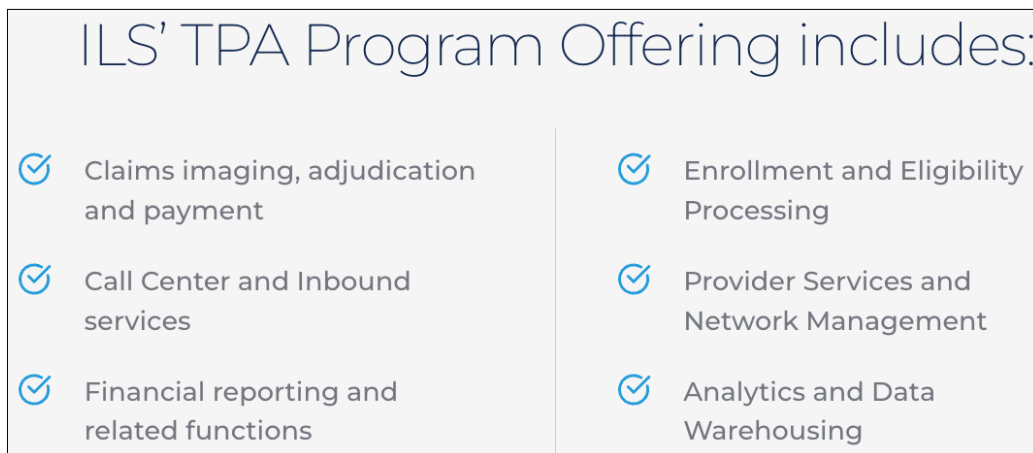 ILS’ TPA Program Offering includes:
Claims imaging, adjudication
and payment
Call Center and Inbound
services
Financial reporting and
related functions
Enrollment and Eligibility
Processing
Provider Services and
Network Management
Analytics and Data
Warehousing